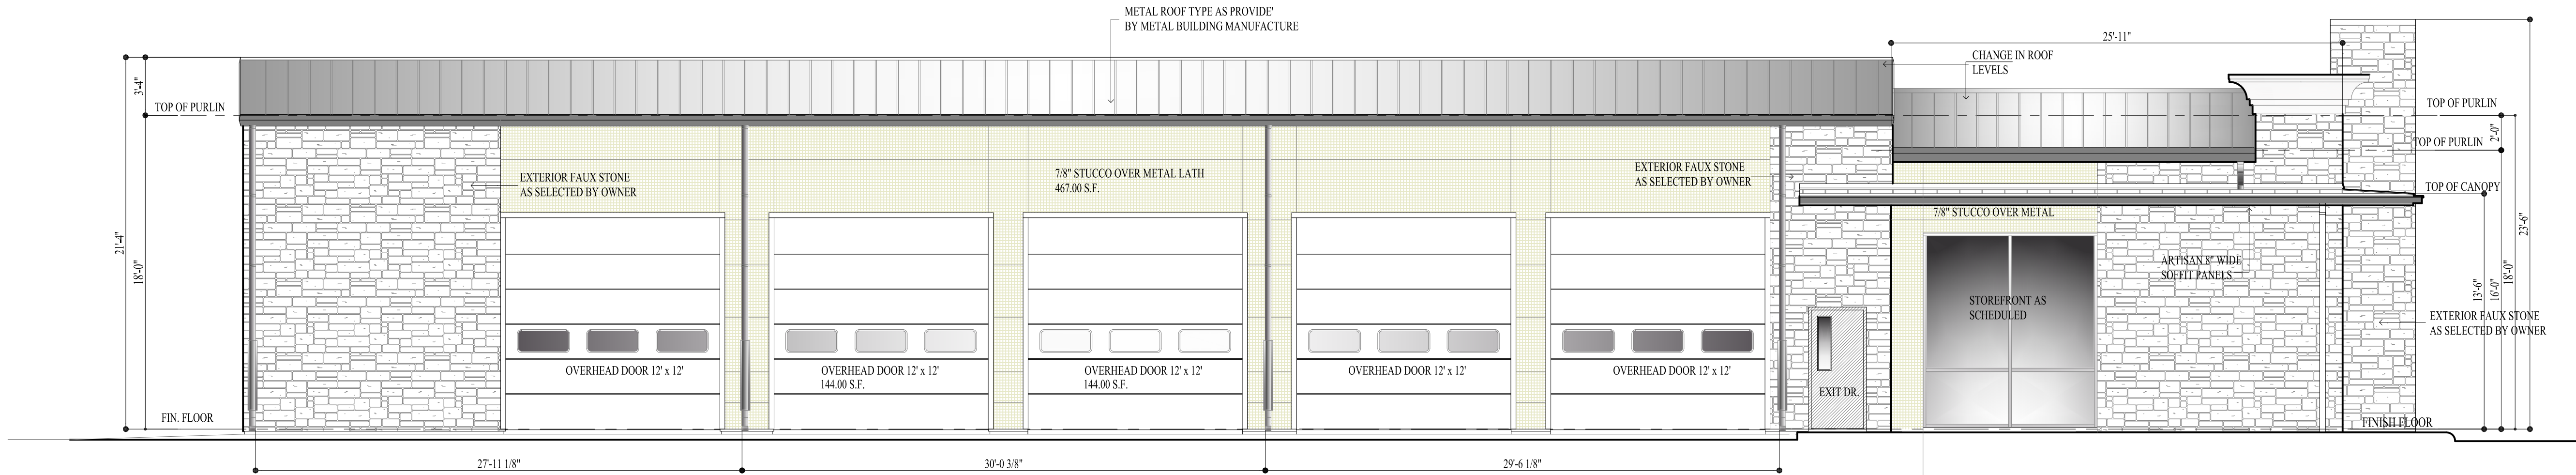 METAL ROOF TYPE AS PROVIDE'
BY METAL BUILDING MANUFACTURE
25'-11"
CHANGE IN ROOF
LEVELS
3'-4"
TOP OF PURLIN
TOP OF PURLIN
2'-0"
TOP OF PURLIN
EXTERIOR FAUX STONE
AS SELECTED BY OWNER
7/8" STUCCO OVER METAL LATH
467.00 S.F.
EXTERIOR FAUX STONE
AS SELECTED BY OWNER
TOP OF CANOPY
7/8" STUCCO OVER METAL
21'-4"
18'-0"
23'-6"
ARTISAN 8" WIDE
SOFFIT PANELS
13'-6"
16'-0"
18'-0"
STOREFRONT AS
SCHEDULED
EXTERIOR FAUX STONE
AS SELECTED BY OWNER
OVERHEAD DOOR 12' x 12'
OVERHEAD DOOR 12' x 12'
144.00 S.F.
OVERHEAD DOOR 12' x 12'
144.00 S.F.
OVERHEAD DOOR 12' x 12'
OVERHEAD DOOR 12' x 12'
EXIT DR.
FIN. FLOOR
FINISH FLOOR
27'-11 1/8"
30'-0 3/8"
29'-6 1/8"